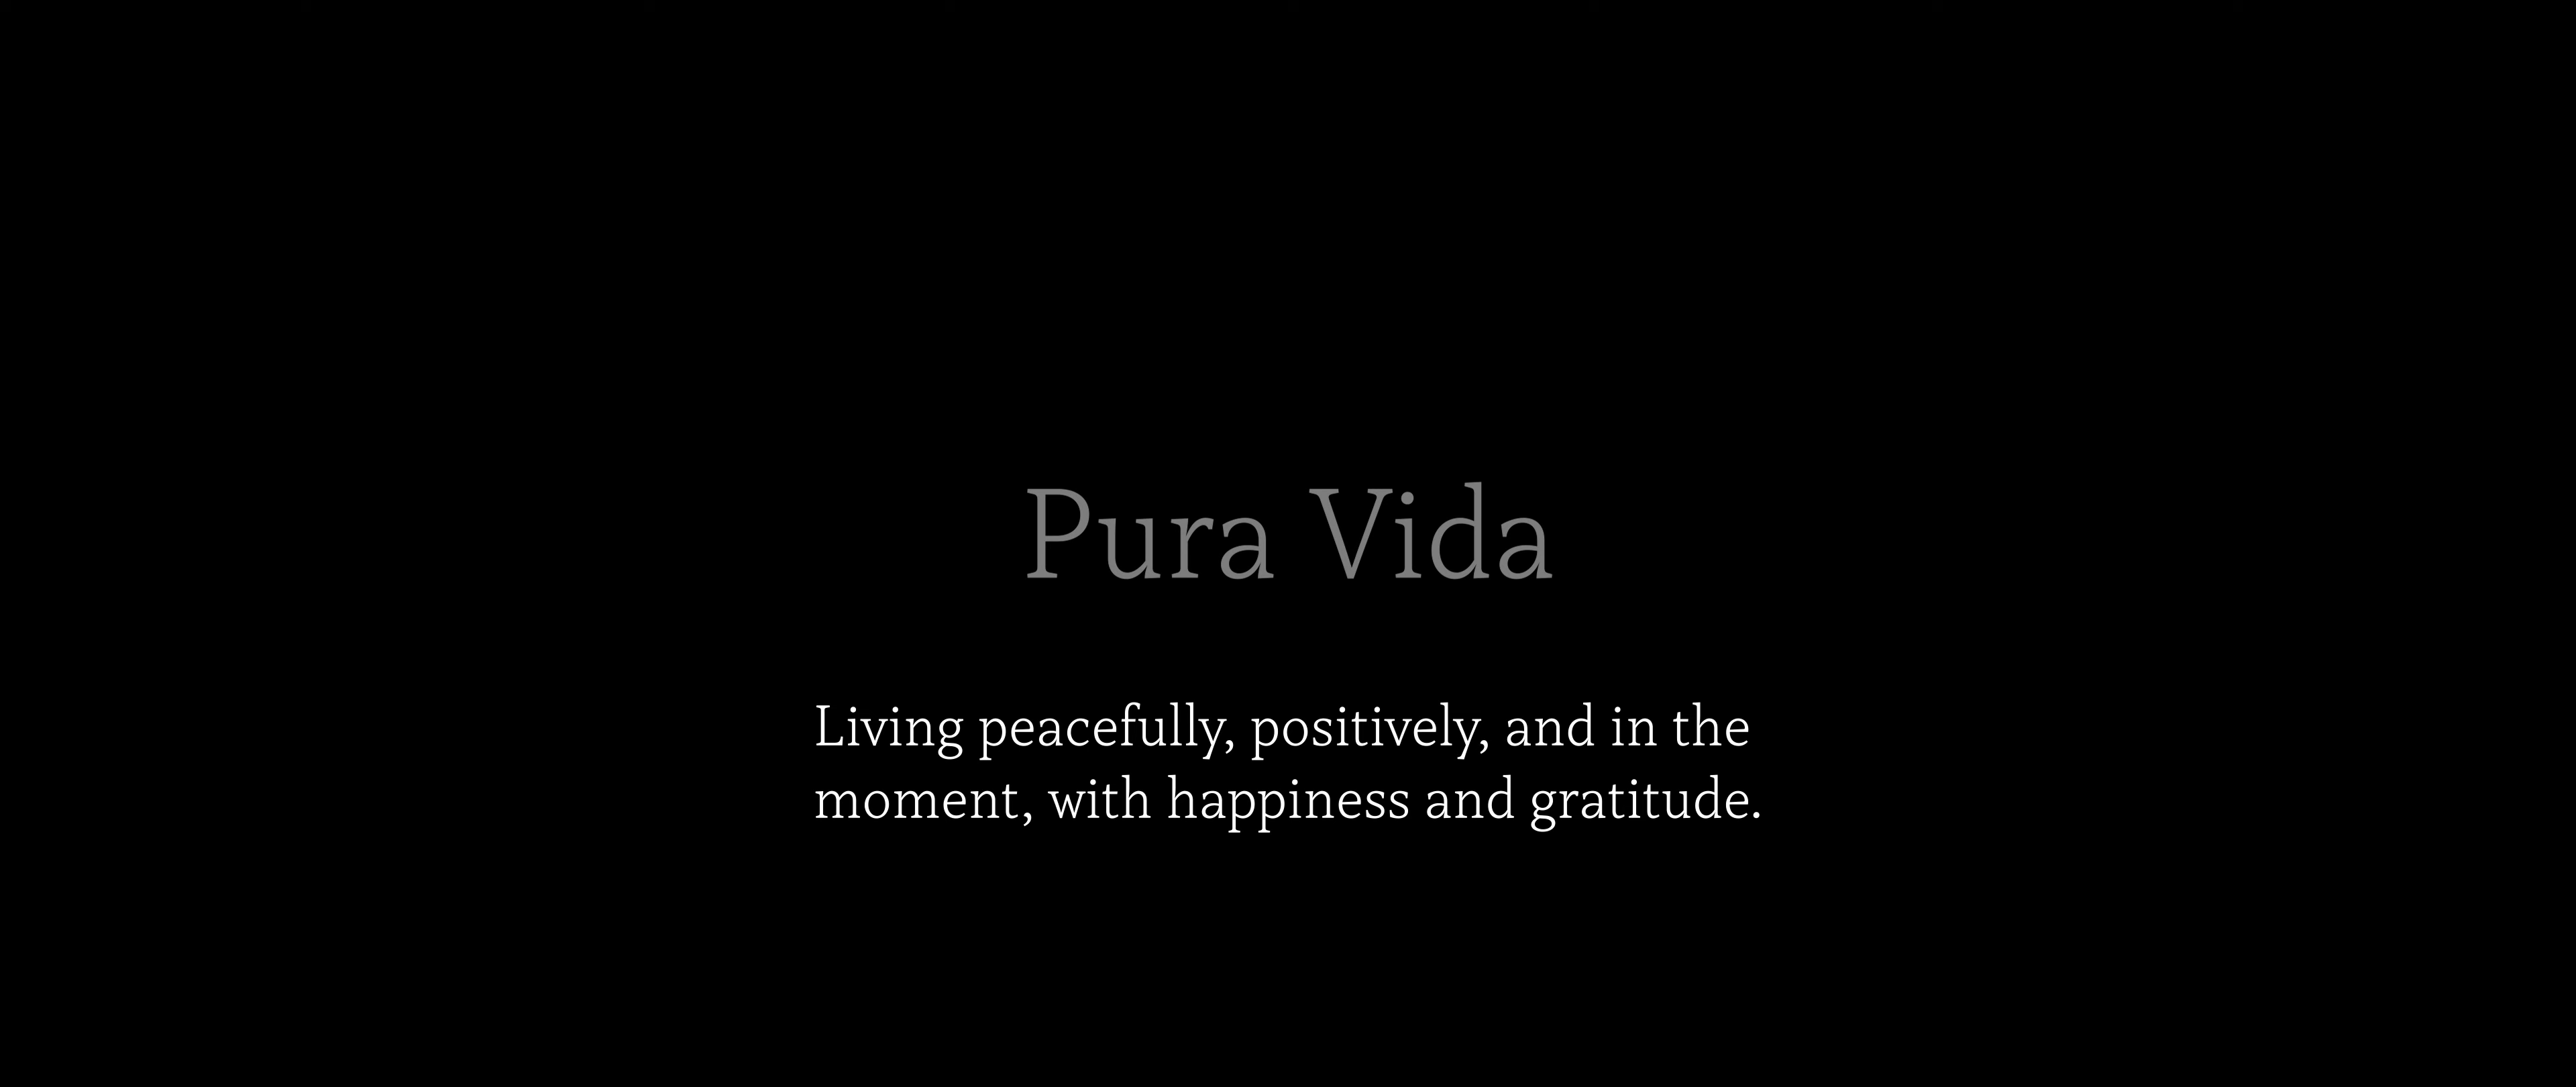 Pura Vida
Living peacefully, positively, and in the
moment, with happiness and gratitude.